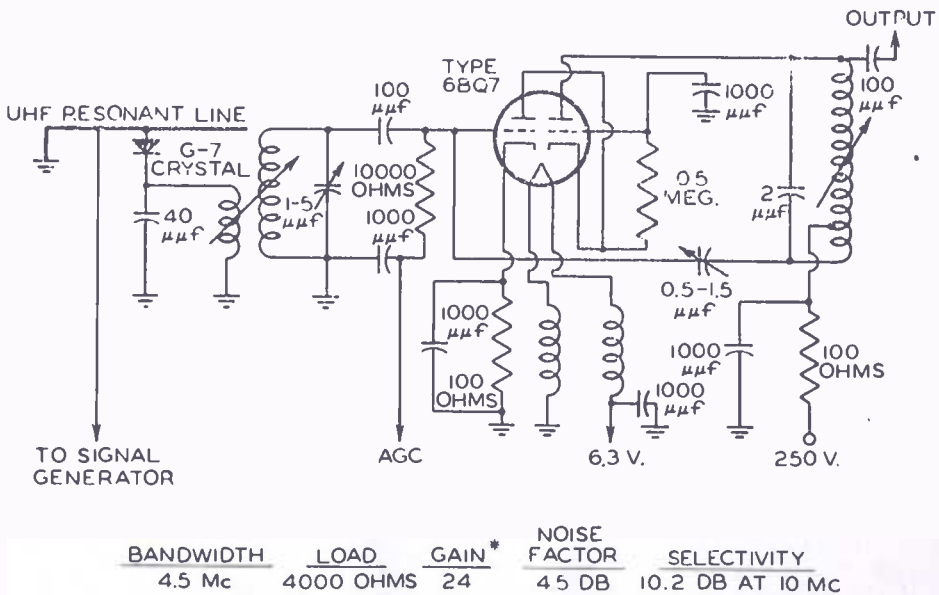 OUTPUT
TYPE
6BQ7
100
μμf
1000
μμf
100
μμf
UHF RESONANT LINE
G-7
CRYSTAL
10000
OHMS
1-5
μμf
0.5
MEG.
2
μμf
40
μμf
1000
μμf
0.5-1.5
μμf
1000
μμf
100
OHMS
1000
μμf
1000
μμf
100
OHMS
TO SIGNAL
GENERATOR
AGC
6.3 V.
250 V.
BANDWIDTH LOAD GAIN* NOISE FACTOR SELECTIVITY
4.5 Mc 4000 OHMS 24 4.5 DB 10.2 DB AT 10 Mc